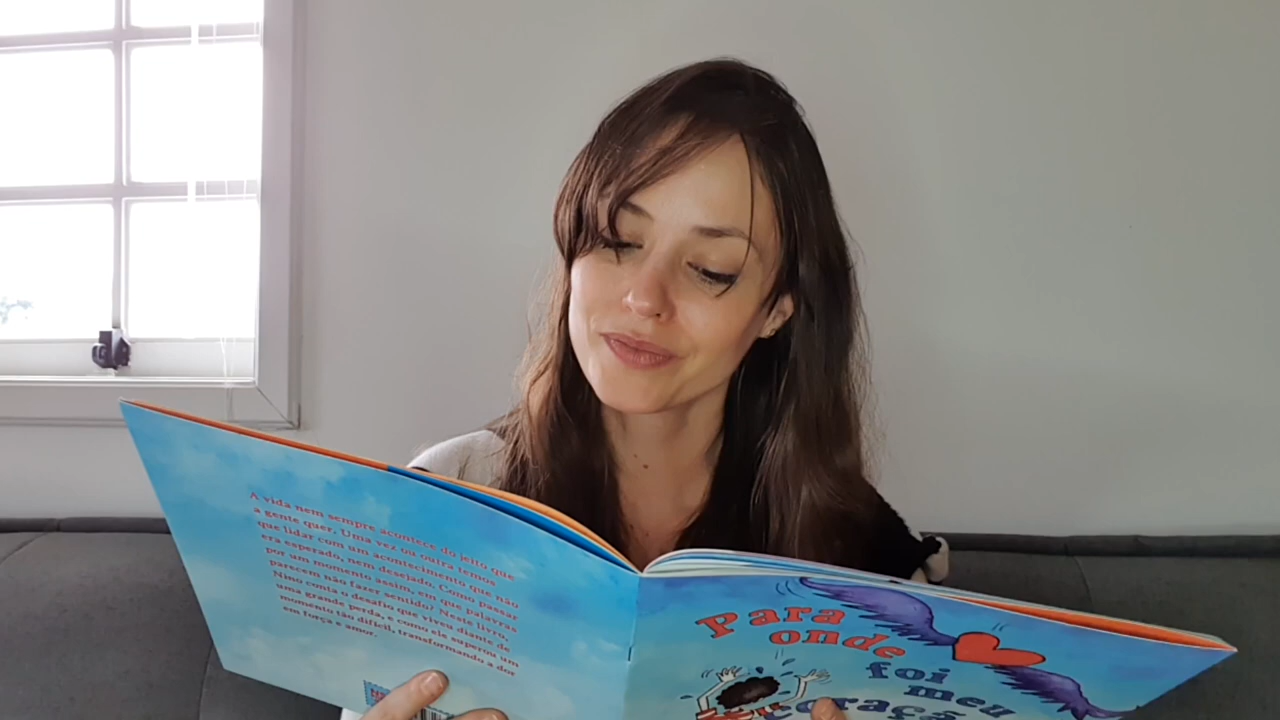 A vida nem sempre acontece do jeito que
a gente quer. Uma vez ou outra temos
que lidar com um acontecimento que não
era esperado, nem desejado. Como passar
por um momento assim, em que palavras
parecem não fazer sentido? Neste livro,
Nino conta o desafio que viveu diante de
uma grande perda, e como ele superou um
momento tão difícil, transformando a dor
em força e amor.
Para
onde
foi
meu